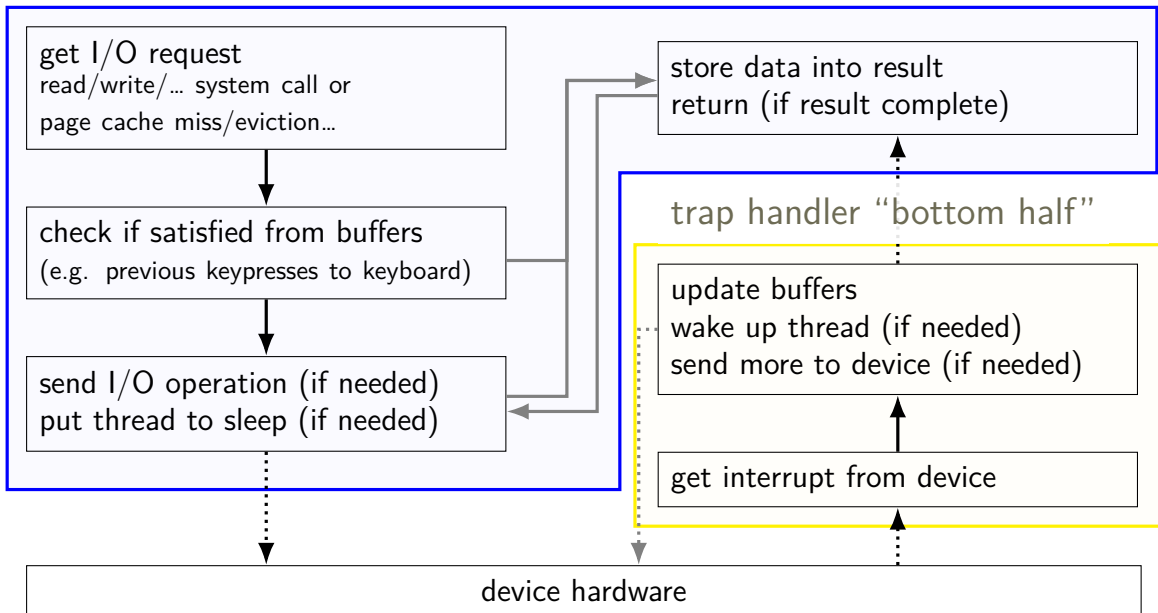 get I/O request
read/write/… system call or
page cache miss/eviction…
check if satisfied from buffers
(e.g. previous keypresses to keyboard)
send I/O operation (if needed)
put thread to sleep (if needed)
store data into result
return (if result complete)
trap handler “bottom half”
update buffers
wake up thread (if needed)
send more to device (if needed)
get interrupt from device
device hardware